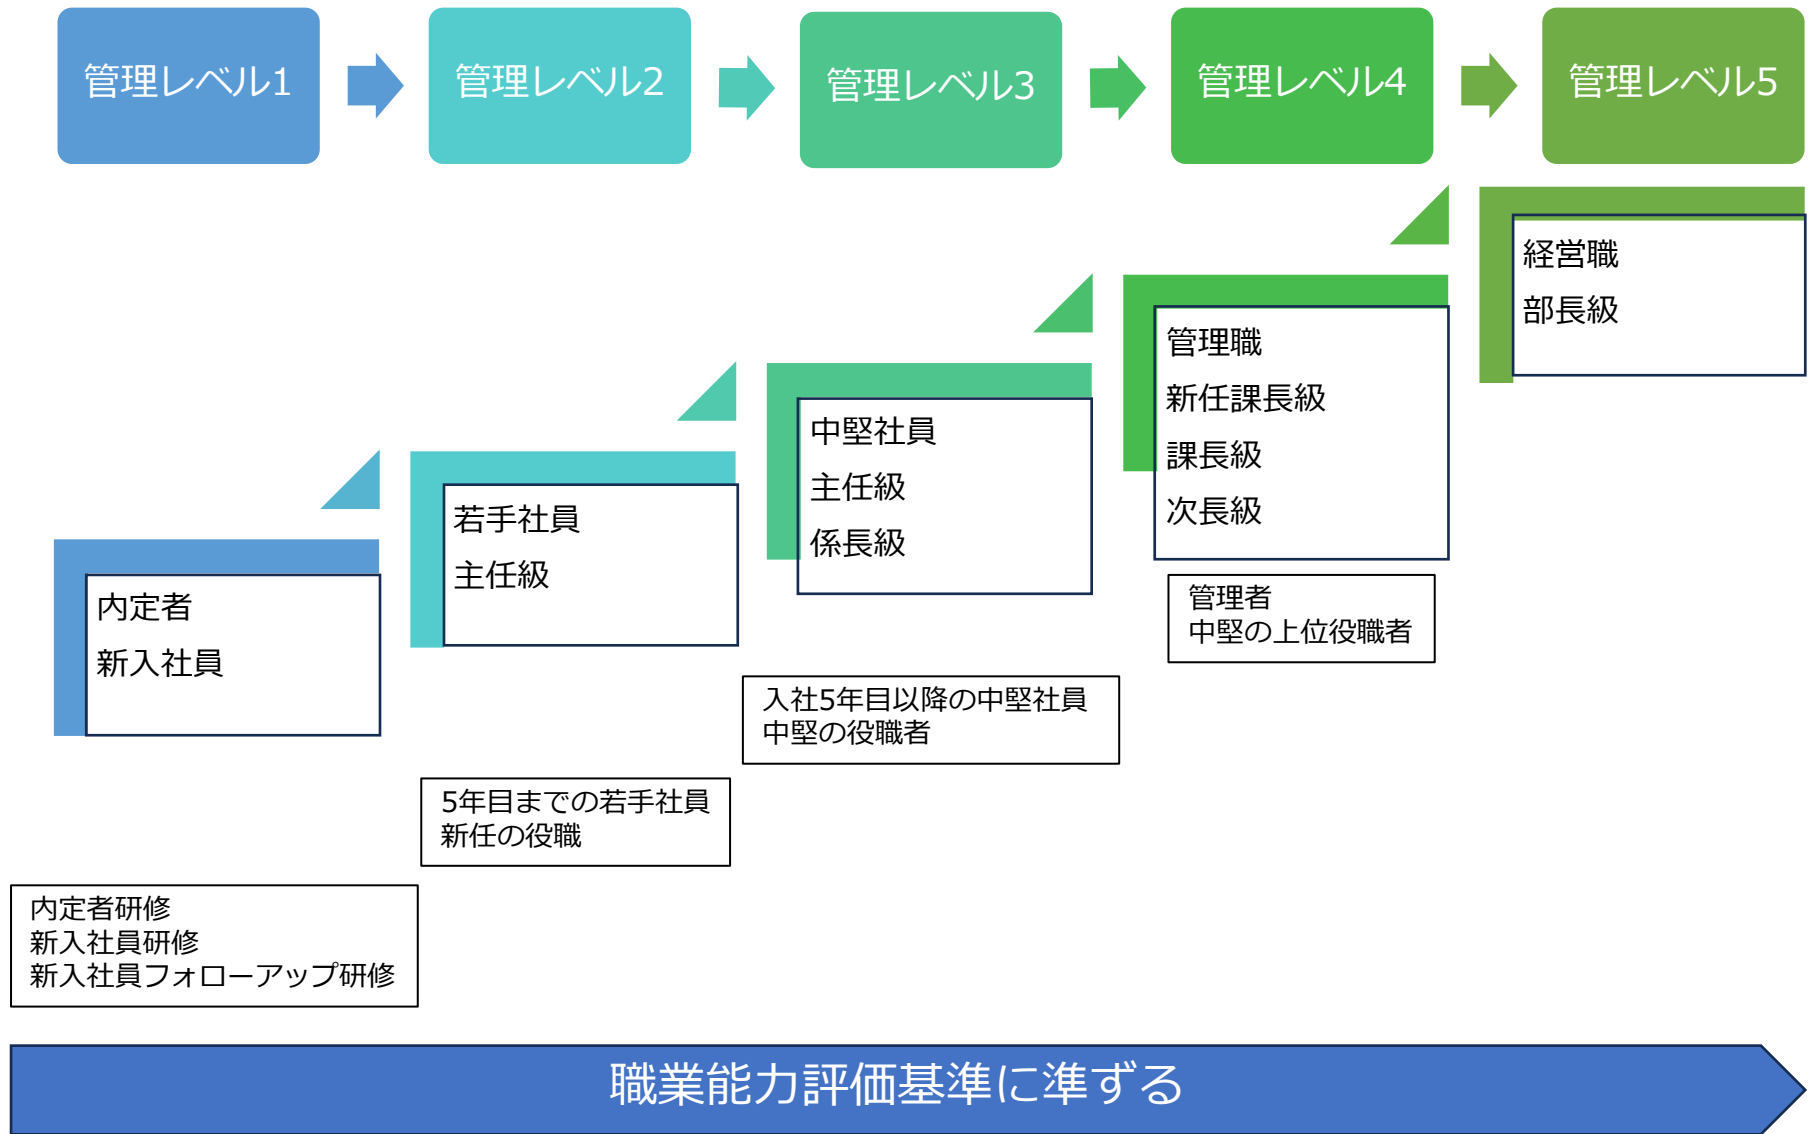 管理レベル1
管理レベル2
管理レベル3
管理レベル4
管理レベル5
内定者
新入社員
若手社員
主任級
中堅社員
主任級
係長級
管理職
新任課長級
課長級
次長級
経営職
部長級
内定者研修
新入社員研修
新入社員フォローアップ研修
5年目までの若手社員
新任の役職
入社5年目以降の中堅社員
中堅の役職者
管理者
中堅の上位役職者
職業能力評価基準に準ずる